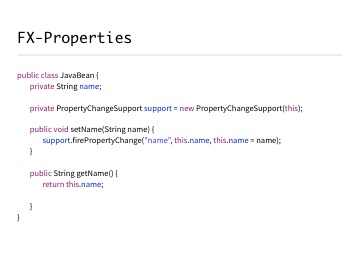 FX-Properties
public class JavaBean {
private String name;
private PropertyChangeSupport support = new PropertyChangeSupport(this);
public void setName(String name) {
support.firePropertyChange("name", this.name, this.name = name);
}
public String getName() {
return this.name;
}
}